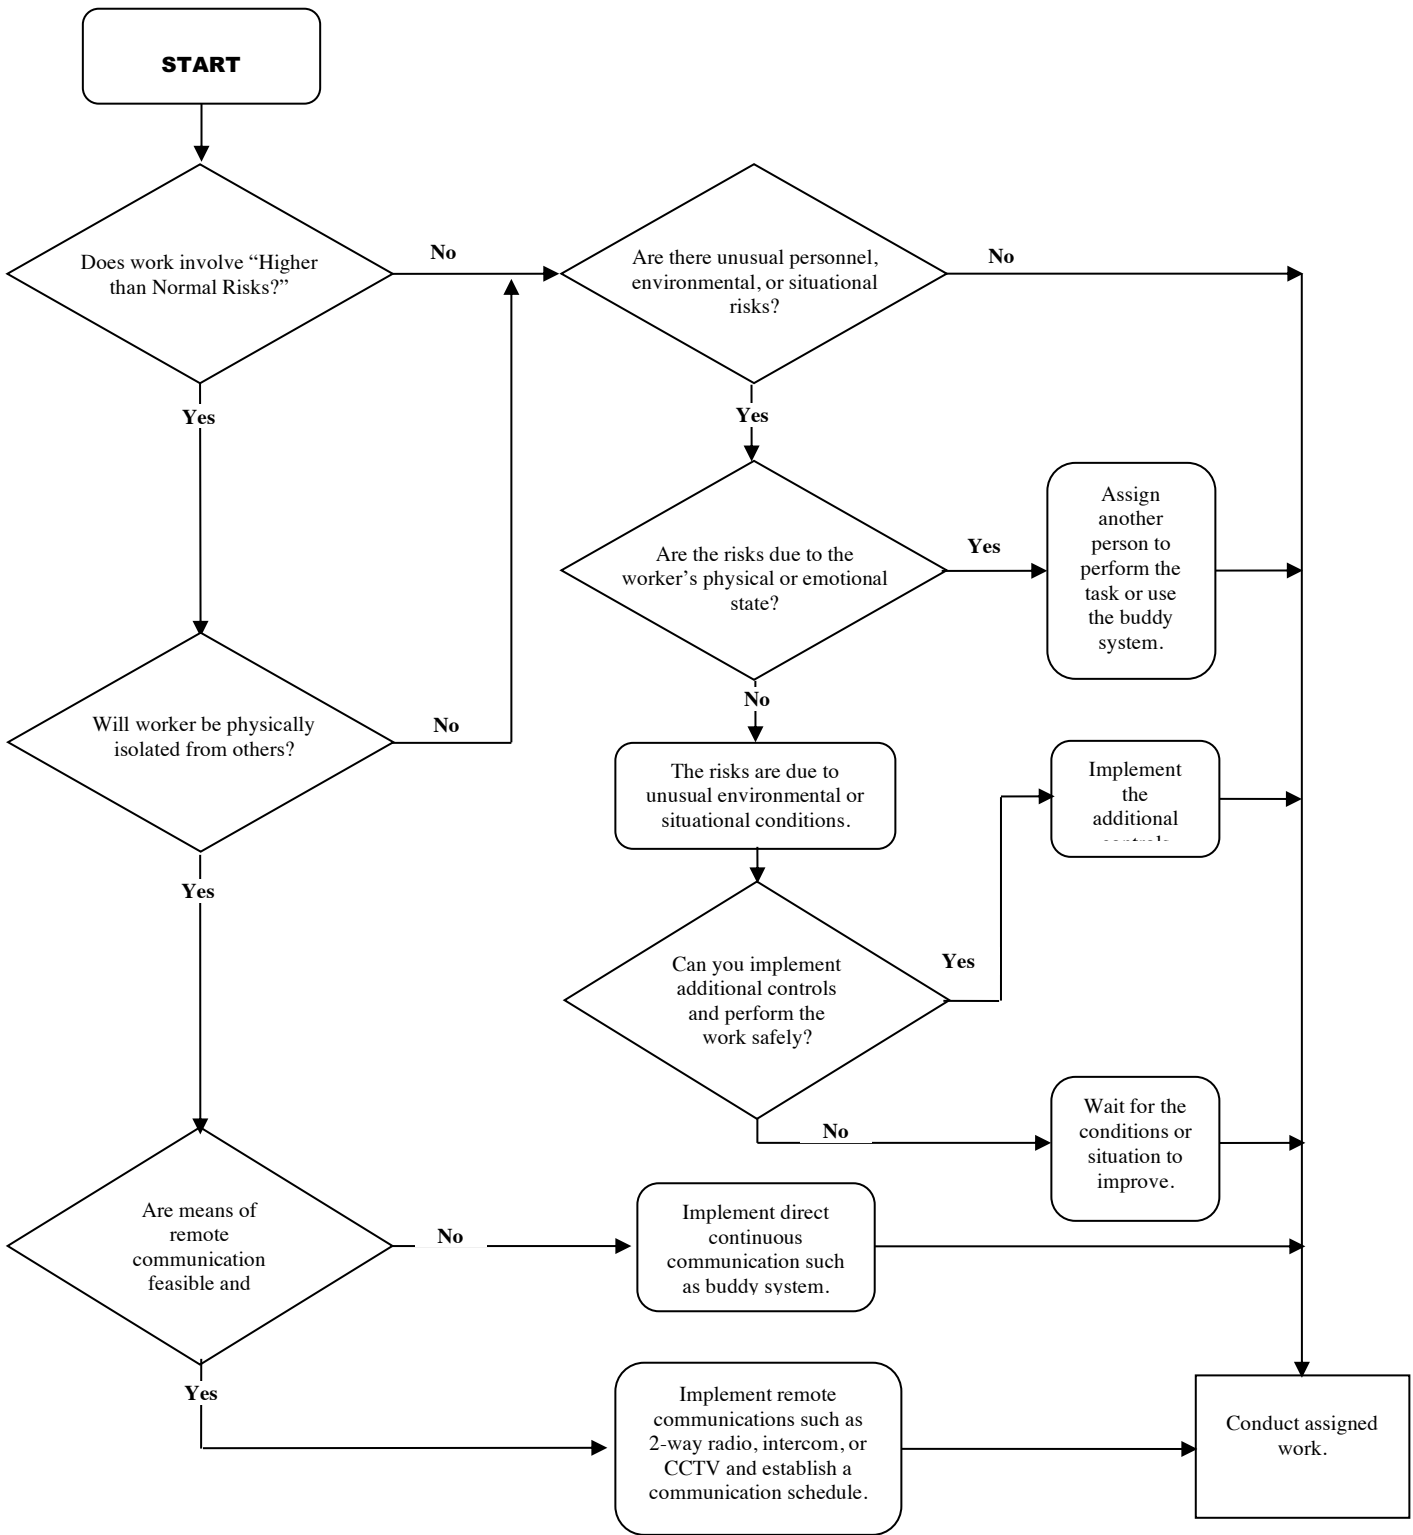 START
Does work involve “Higher
than Normal Risks?”
No
Are there unusual personnel,
environmental, or situational
risks?
No
Yes
Yes
Are the risks due to the
worker’s physical or emotional
state?
Yes
Assign
another
person to
perform the
task or use
the buddy
system.
No
Will worker be physically
isolated from others?
No
The risks are due to
unusual environmental or
situational conditions.
Implement
the
additional
Yes
Can you implement
additional controls
and perform the
work safely?
Yes
No
Wait for the
conditions or
situation to
improve.
Are means of
remote
communication
feasible and
No
Implement direct
continuous
communication such
as buddy system.
Yes
Implement remote
communications such as
2-way radio, intercom, or
CCTV and establish a
communication schedule.
Conduct assigned
work.